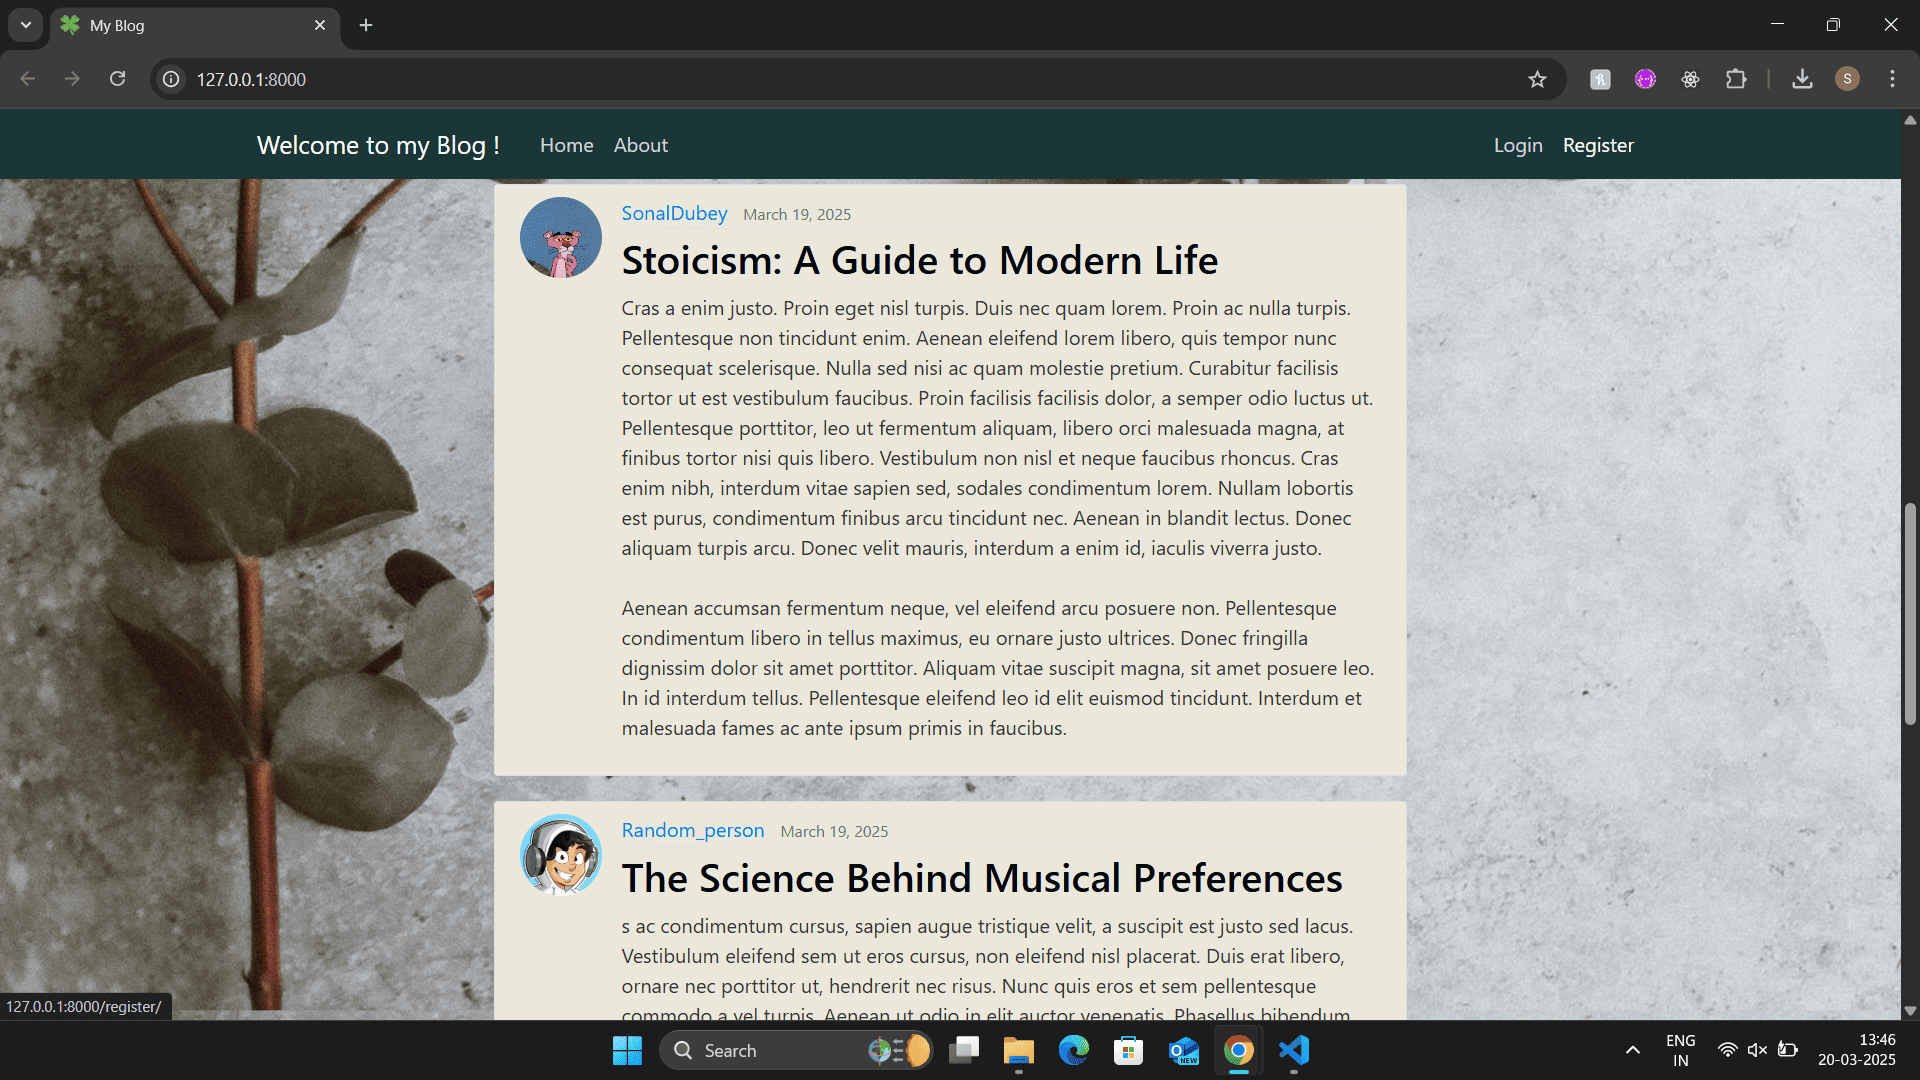 My Blog
127.0.0.1:8000
S
Welcome to my Blog !
Home
About
Login
Register
SonalDubey
March 19, 2025
Stoicism: A Guide to Modern Life
Cras a enim justo. Proin eget nisl turpis. Duis nec quam lorem. Proin ac nulla turpis.
Pellentesque non tincidunt enim. Aenean eleifend lorem libero, quis tempor nunc
consequat scelerisque. Nulla sed nisi ac quam molestie pretium. Curabitur facilisis
tortor ut est vestibulum faucibus. Proin facilisis facilisis dolor, a semper odio luctus ut.
Pellentesque porttitor, leo ut fermentum aliquam, libero orci malesuada magna, at
finibus tortor nisi quis libero. Vestibulum non nisl et neque faucibus rhoncus. Cras
enim nibh, interdum vitae sapien sed, sodales condimentum lorem. Nullam lobortis
est purus, condimentum finibus arcu tincidunt nec. Aenean in blandit lectus. Donec
aliquam turpis arcu. Donec velit mauris, interdum a enim id, iaculis viverra justo.
Aenean accumsan fermentum neque, vel eleifend arcu posuere non. Pellentesque
condimentum libero in tellus maximus, eu ornare justo ultrices. Donec fringilla
dignissim dolor sit amet porttitor. Aliquam vitae suscipit magna, sit amet posuere leo.
In id interdum tellus. Pellentesque eleifend leo id elit euismod tincidunt. Interdum et
malesuada fames ac ante ipsum primis in faucibus.
Random_person
March 19, 2025
The Science Behind Musical Preferences
s ac condimentum cursus, sapien augue tristique velit, a suscipit est justo sed lacus.
Vestibulum eleifend sem ut eros cursus, non eleifend nisl placerat. Duis erat libero,
ornare nec porttitor ut, hendrerit nec risus. Nunc quis eros et sem pellentesque
commodo a vel turpis. Aenean ut odio in elit auctor venenatis. Phasellus bibendum
127.0.0.1:8000/register/
Search
NEW
ENG
IN
13:46
20-03-2025